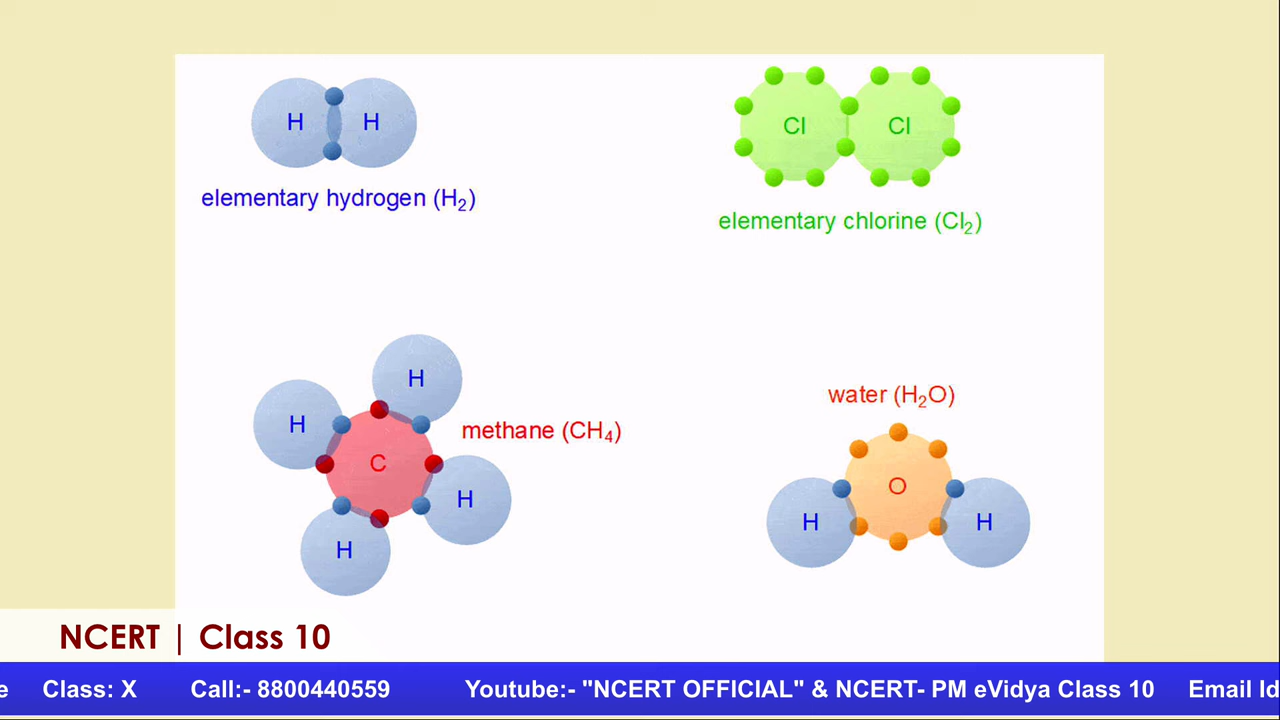 H H
elementary hydrogen (H₂)
Cl Cl
elementary chlorine (Cl₂)
H
H
C
H
H
methane (CH₄)
water (H₂O)
O
H H
NCERT | Class 10
e Class: X Call:- 8800440559 Youtube:- "NCERT OFFICIAL" & NCERT- PM eVidya Class 10 Email Id